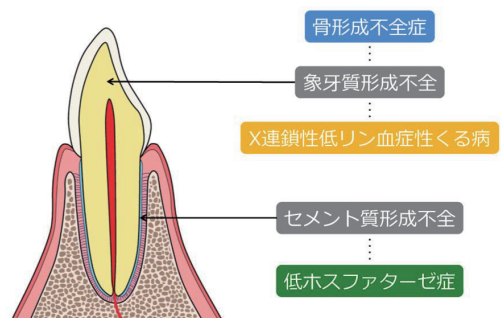 骨形成不全症
象牙質形成不全
X連鎖性低リン血症性くる病
セメント質形成不全
低ホスファターゼ症